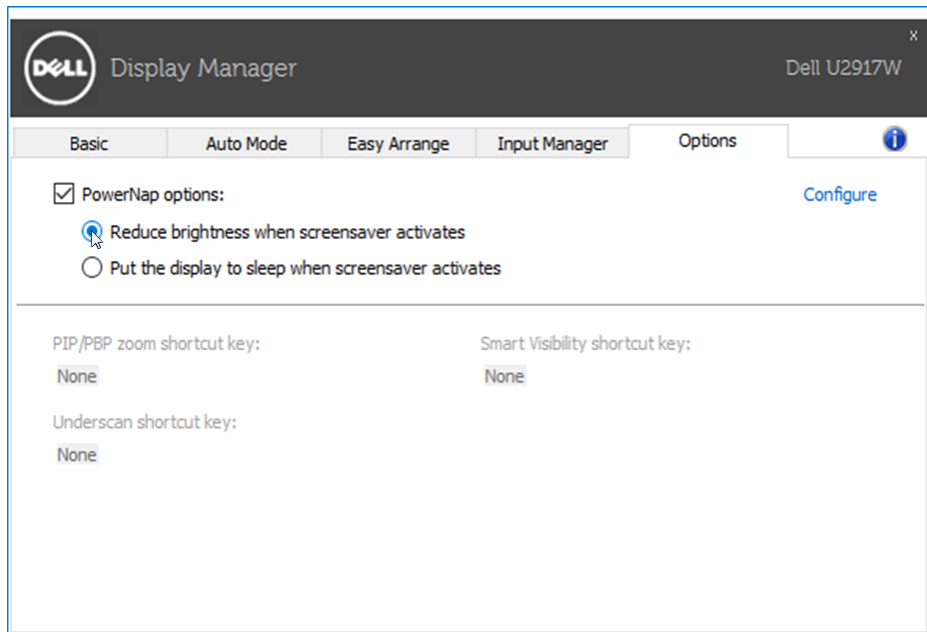 x
DELL Display Manager Dell U2917W
Basic Auto Mode Easy Arrange Input Manager Options i
PowerNap options: Configure
Reduce brightness when screensaver activates
Put the display to sleep when screensaver activates
PIP/PBP zoom shortcut key: Smart Visibility shortcut key:
None None
Underscan shortcut key:
None